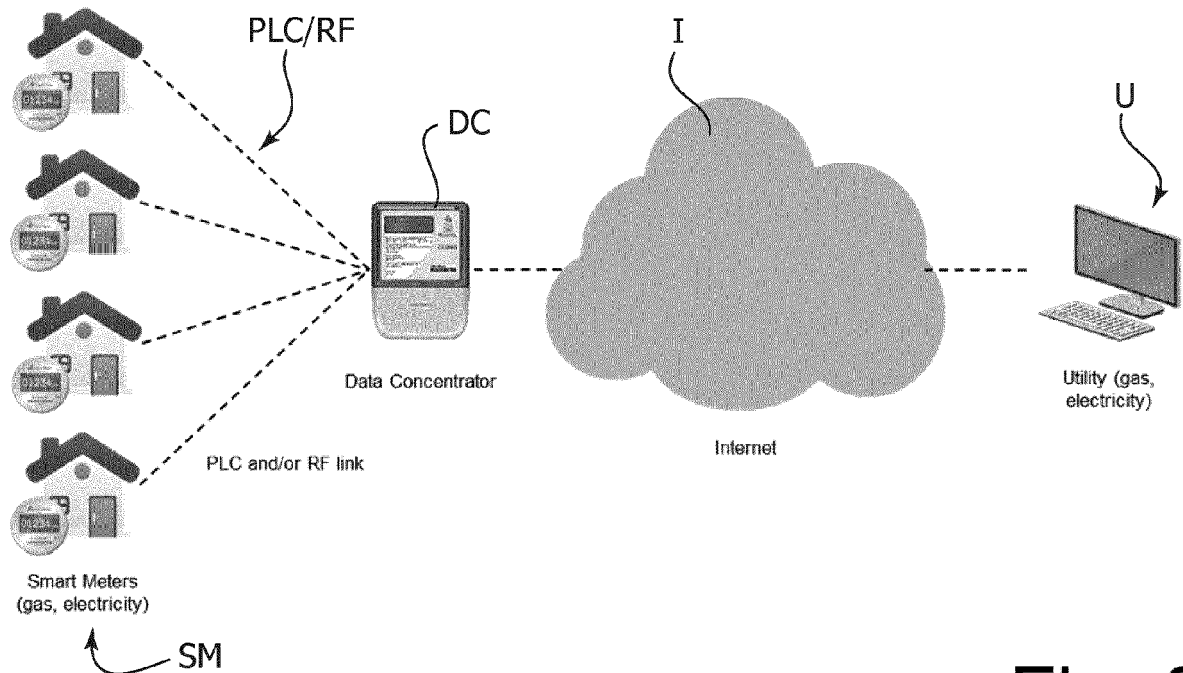 PLC/RF
I
U
DC
Data Concentrator
Utility (gas,
electricity)
Internet
PLC and/or RF link
Smart Meters
(gas, electricity)
SM